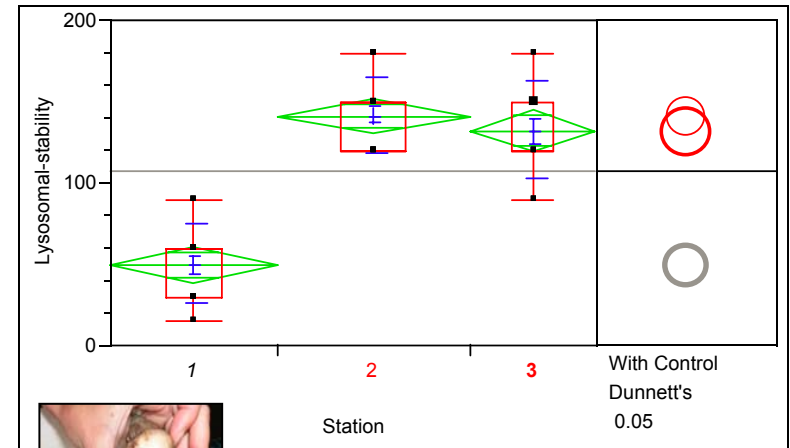 200
100
0
Lysosomal-stability
1 2 3
Station
With Control
Dunnett's
0.05